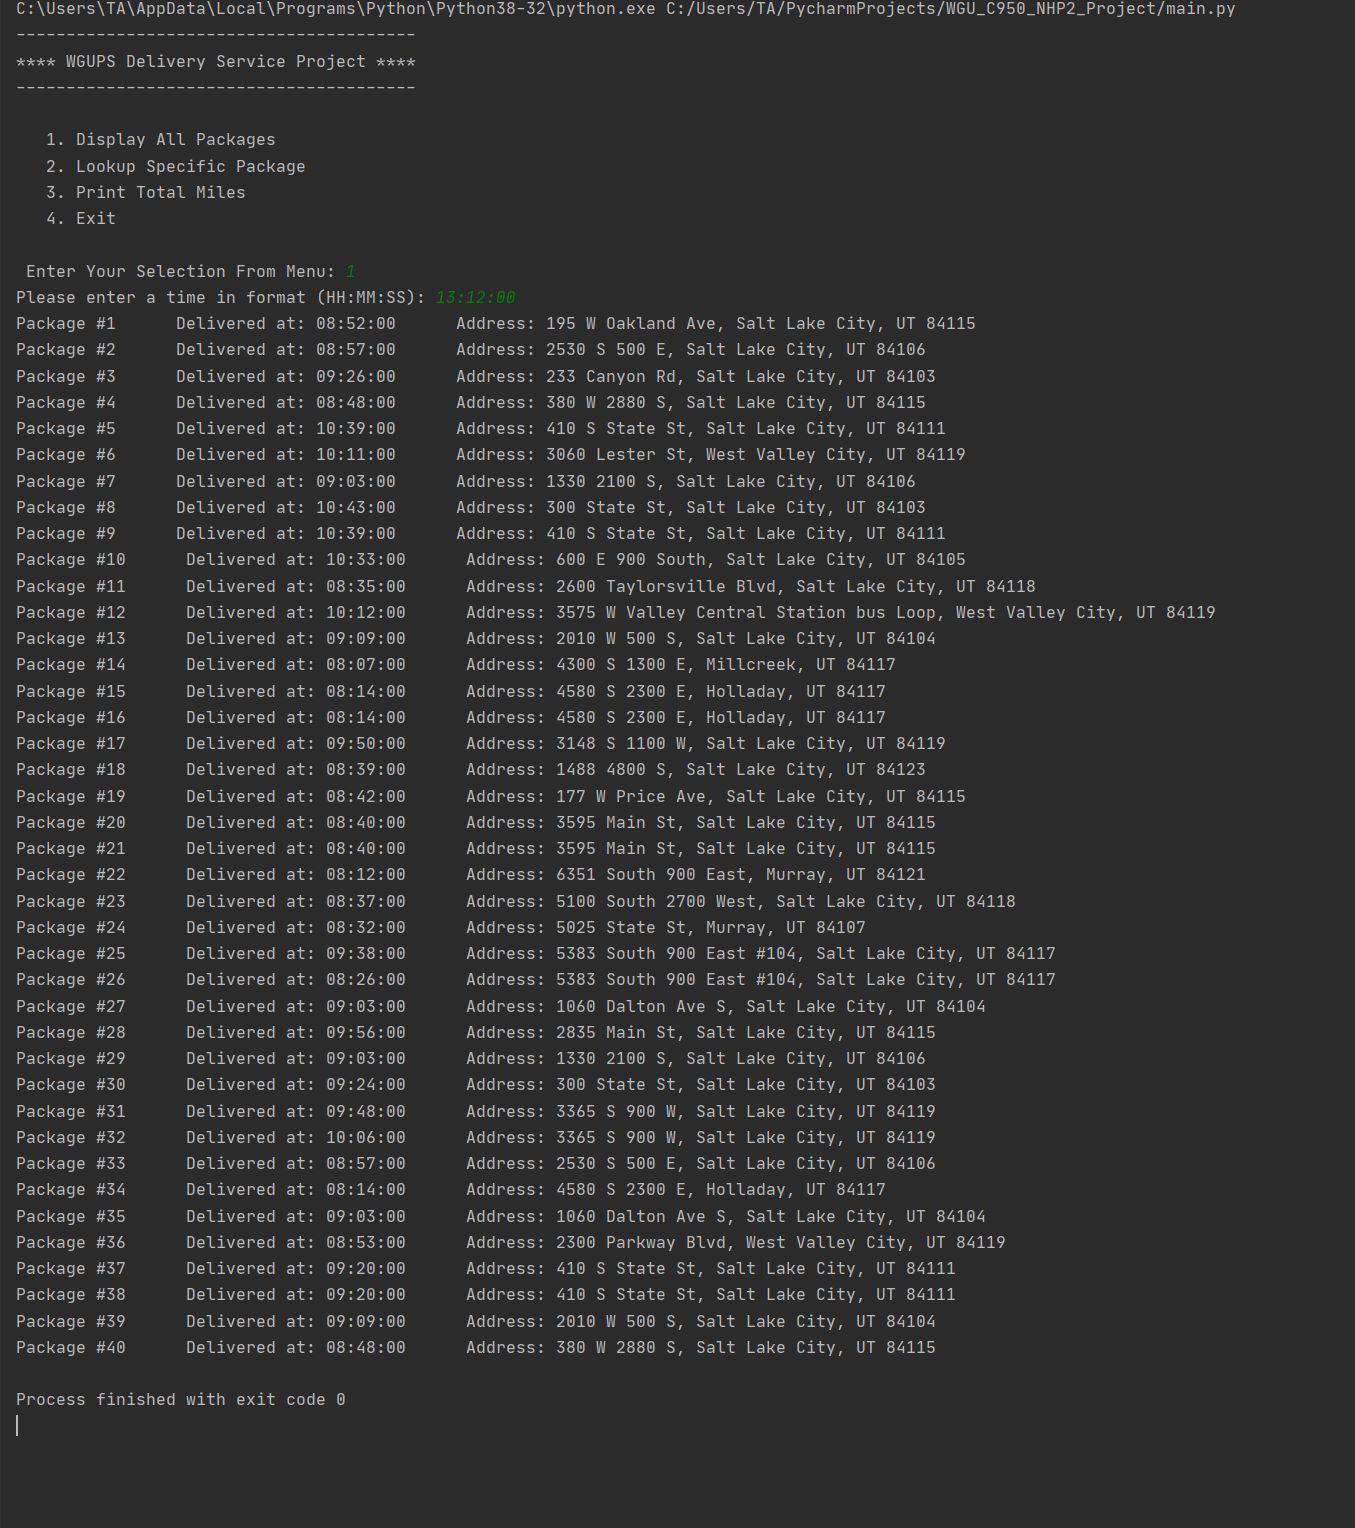 C:\Users\TA\AppData\Local\Programs\Python\Python38-32\python.exe C:/Users/TA/PycharmProjects/WGU_C950_NHP2_Project/main.py
----------------------------------------
**** WGUPS Delivery Service Project ****
----------------------------------------
1. Display All Packages
2. Lookup Specific Package
3. Print Total Miles
4. Exit
Enter Your Selection From Menu: 1
Please enter a time in format (HH:MM:SS): 13:12:00
Package #1 Delivered at: 08:52:00 Address: 195 W Oakland Ave, Salt Lake City, UT 84115
Package #2 Delivered at: 08:57:00 Address: 2530 S 500 E, Salt Lake City, UT 84106
Package #3 Delivered at: 09:26:00 Address: 233 Canyon Rd, Salt Lake City, UT 84103
Package #4 Delivered at: 08:48:00 Address: 380 W 2880 S, Salt Lake City, UT 84115
Package #5 Delivered at: 10:39:00 Address: 410 S State St, Salt Lake City, UT 84111
Package #6 Delivered at: 10:11:00 Address: 3060 Lester St, West Valley City, UT 84119
Package #7 Delivered at: 09:03:00 Address: 1330 2100 S, Salt Lake City, UT 84106
Package #8 Delivered at: 10:43:00 Address: 300 State St, Salt Lake City, UT 84103
Package #9 Delivered at: 10:39:00 Address: 410 S State St, Salt Lake City, UT 84111
Package #10 Delivered at: 10:33:00 Address: 600 E 900 South, Salt Lake City, UT 84105
Package #11 Delivered at: 08:35:00 Address: 2600 Taylorsville Blvd, Salt Lake City, UT 84118
Package #12 Delivered at: 10:12:00 Address: 3575 W Valley Central Station bus Loop, West Valley City, UT 84119
Package #13 Delivered at: 09:09:00 Address: 2010 W 500 S, Salt Lake City, UT 84104
Package #14 Delivered at: 08:07:00 Address: 4300 S 1300 E, Millcreek, UT 84117
Package #15 Delivered at: 08:14:00 Address: 4580 S 2300 E, Holladay, UT 84117
Package #16 Delivered at: 08:14:00 Address: 4580 S 2300 E, Holladay, UT 84117
Package #17 Delivered at: 09:50:00 Address: 3148 S 1100 W, Salt Lake City, UT 84119
Package #18 Delivered at: 08:39:00 Address: 1488 4800 S, Salt Lake City, UT 84123
Package #19 Delivered at: 08:42:00 Address: 177 W Price Ave, Salt Lake City, UT 84115
Package #20 Delivered at: 08:40:00 Address: 3595 Main St, Salt Lake City, UT 84115
Package #21 Delivered at: 08:40:00 Address: 3595 Main St, Salt Lake City, UT 84115
Package #22 Delivered at: 08:12:00 Address: 6351 South 900 East, Murray, UT 84121
Package #23 Delivered at: 08:37:00 Address: 5100 South 2700 West, Salt Lake City, UT 84118
Package #24 Delivered at: 08:32:00 Address: 5025 State St, Murray, UT 84107
Package #25 Delivered at: 09:38:00 Address: 5383 South 900 East #104, Salt Lake City, UT 84117
Package #26 Delivered at: 08:26:00 Address: 5383 South 900 East #104, Salt Lake City, UT 84117
Package #27 Delivered at: 09:03:00 Address: 1060 Dalton Ave S, Salt Lake City, UT 84104
Package #28 Delivered at: 09:56:00 Address: 2835 Main St, Salt Lake City, UT 84115
Package #29 Delivered at: 09:03:00 Address: 1330 2100 S, Salt Lake City, UT 84106
Package #30 Delivered at: 09:24:00 Address: 300 State St, Salt Lake City, UT 84103
Package #31 Delivered at: 09:48:00 Address: 3365 S 900 W, Salt Lake City, UT 84119
Package #32 Delivered at: 10:06:00 Address: 3365 S 900 W, Salt Lake City, UT 84119
Package #33 Delivered at: 08:57:00 Address: 2530 S 500 E, Salt Lake City, UT 84106
Package #34 Delivered at: 08:14:00 Address: 4580 S 2300 E, Holladay, UT 84117
Package #35 Delivered at: 09:03:00 Address: 1060 Dalton Ave S, Salt Lake City, UT 84104
Package #36 Delivered at: 08:53:00 Address: 2300 Parkway Blvd, West Valley City, UT 84119
Package #37 Delivered at: 09:20:00 Address: 410 S State St, Salt Lake City, UT 84111
Package #38 Delivered at: 09:20:00 Address: 410 S State St, Salt Lake City, UT 84111
Package #39 Delivered at: 09:09:00 Address: 2010 W 500 S, Salt Lake City, UT 84104
Package #40 Delivered at: 08:48:00 Address: 380 W 2880 S, Salt Lake City, UT 84115
Process finished with exit code 0